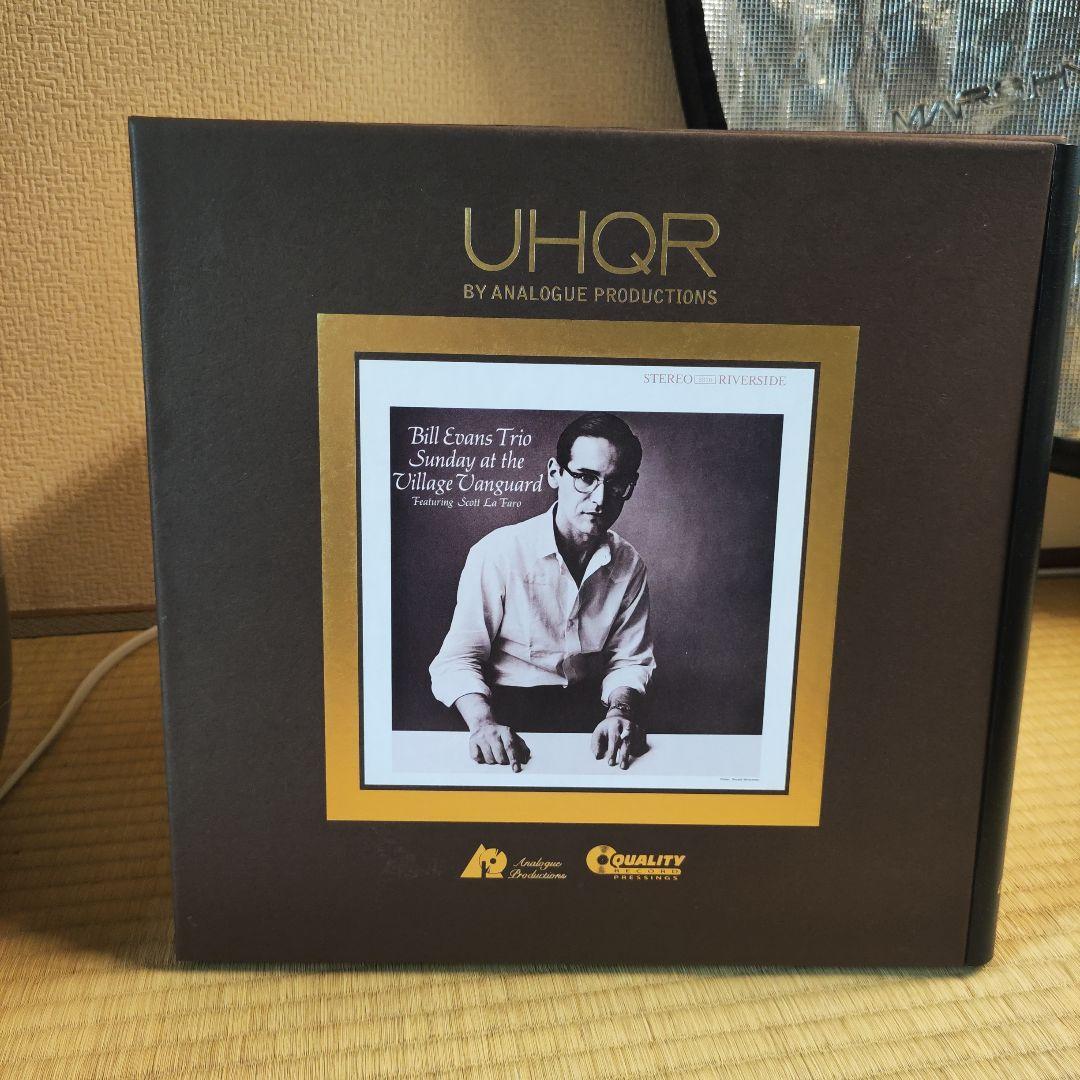 UHQR
BY ANALOGUE PRODUCTIONS
STEREO RIVERSIDE
Bill Evans Trio
Sunday at the
Village Vanguard
Featuring Scott La Faro
Analogue
Productions
QUALITY
RECORD
PRESSINGS